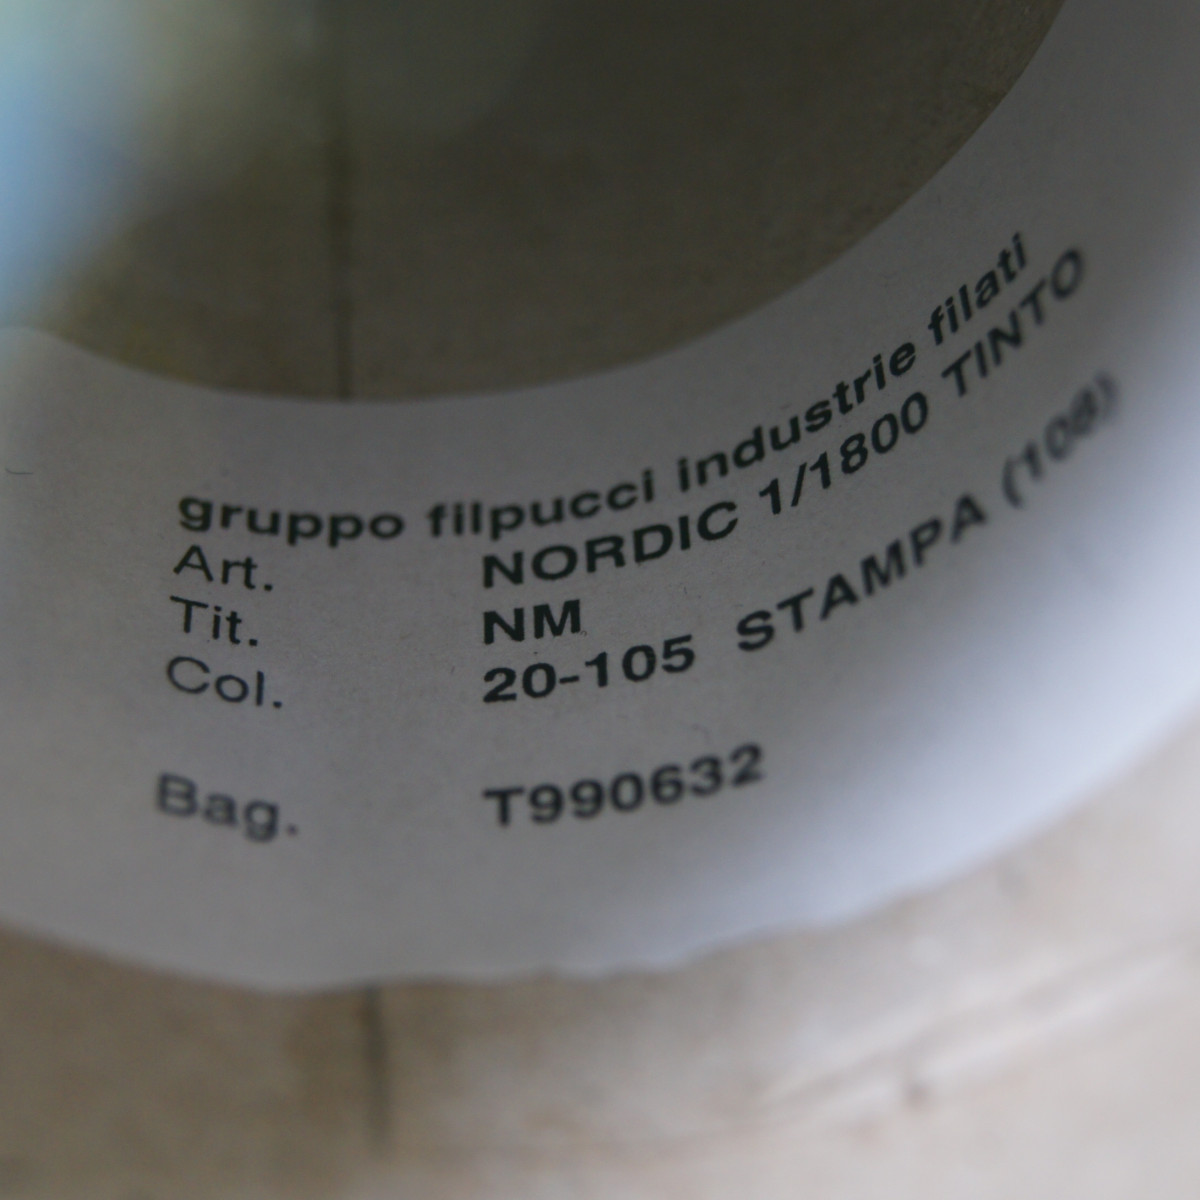 gruppo filpucci industrie filati
Art. NORDIC 1/1800 TINTO
Tit. NM
Col. 20-105 STAMPA
Bag. T990632